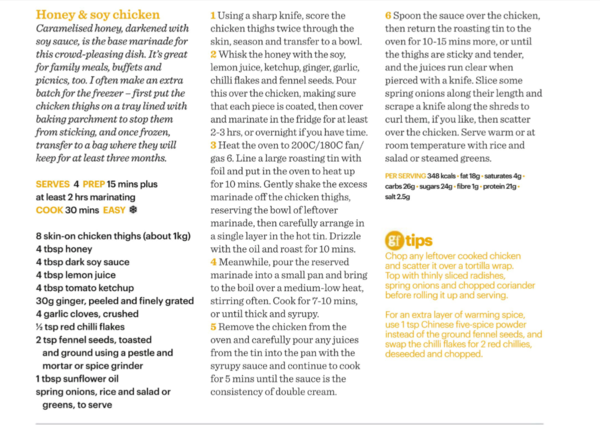 Honey & soy chicken
Caramelised honey, darkened with
soy sauce, is the base marinade for
this crowd-pleasing dish. It's great
for family meals, buffets and
picnics, too. I often make an extra
batch for the freezer – first put the
chicken thighs on a tray lined with
baking parchment to stop them
from sticking, and once frozen,
transfer to a bag where they will
keep for at least three months.
SERVES 4 PREP 15 mins plus
at least 2 hrs marinating
COOK 30 mins EASY ❄
8 skin-on chicken thighs (about 1kg)
4 tbsp honey
4 tbsp dark soy sauce
4 tbsp lemon juice
4 tbsp tomato ketchup
30g ginger, peeled and finely grated
4 garlic cloves, crushed
½ tsp red chilli flakes
2 tsp fennel seeds, toasted
and ground using a pestle and
mortar or spice grinder
1 tbsp sunflower oil
spring onions, rice and salad or
greens, to serve
1 Using a sharp knife, score the
chicken thighs twice through the
skin, season and transfer to a bowl.
2 Whisk the honey with the soy,
lemon juice, ketchup, ginger, garlic,
chilli flakes and fennel seeds. Pour
this over the chicken, making sure
that each piece is coated, then cover
and marinate in the fridge for at least
2-3 hrs, or overnight if you have time.
3 Heat the oven to 200C/180C fan/
gas 6. Line a large roasting tin with
foil and put in the oven to heat up
for 10 mins. Gently shake the excess
marinade off the chicken thighs,
reserving the bowl of leftover
marinade, then carefully arrange in
a single layer in the hot tin. Drizzle
with the oil and roast for 10 mins.
4 Meanwhile, pour the reserved
marinade into a small pan and bring
to the boil over a medium-low heat,
stirring often. Cook for 7-10 mins,
or until thick and syrupy.
5 Remove the chicken from the
oven and carefully pour any juices
from the tin into the pan with the
syrupy sauce and continue to cook
for 5 mins until the sauce is the
consistency of double cream.
6 Spoon the sauce over the chicken,
then return the roasting tin to the
oven for 10-15 mins more, or until
the thighs are sticky and tender,
and the juices run clear when
pierced with a knife. Slice some
spring onions along their length and
scrape a knife along the shreds to
curl them, if you like, then scatter
over the chicken. Serve warm or at
room temperature with rice and
salad or steamed greens.
PER SERVING 348 kcals • fat 18g • saturates 4g •
carbs 26g • sugars 24g • fibre 1g • protein 21g •
salt 2.5g
gf tips
Chop any leftover cooked chicken
and scatter it over a tortilla wrap.
Top with thinly sliced radishes,
spring onions and chopped coriander
before rolling it up and serving.
For an extra layer of warming spice,
use 1 tsp Chinese five-spice powder
instead of the ground fennel seeds, and
swap the chilli flakes for 2 red chillies,
deseeded and chopped.